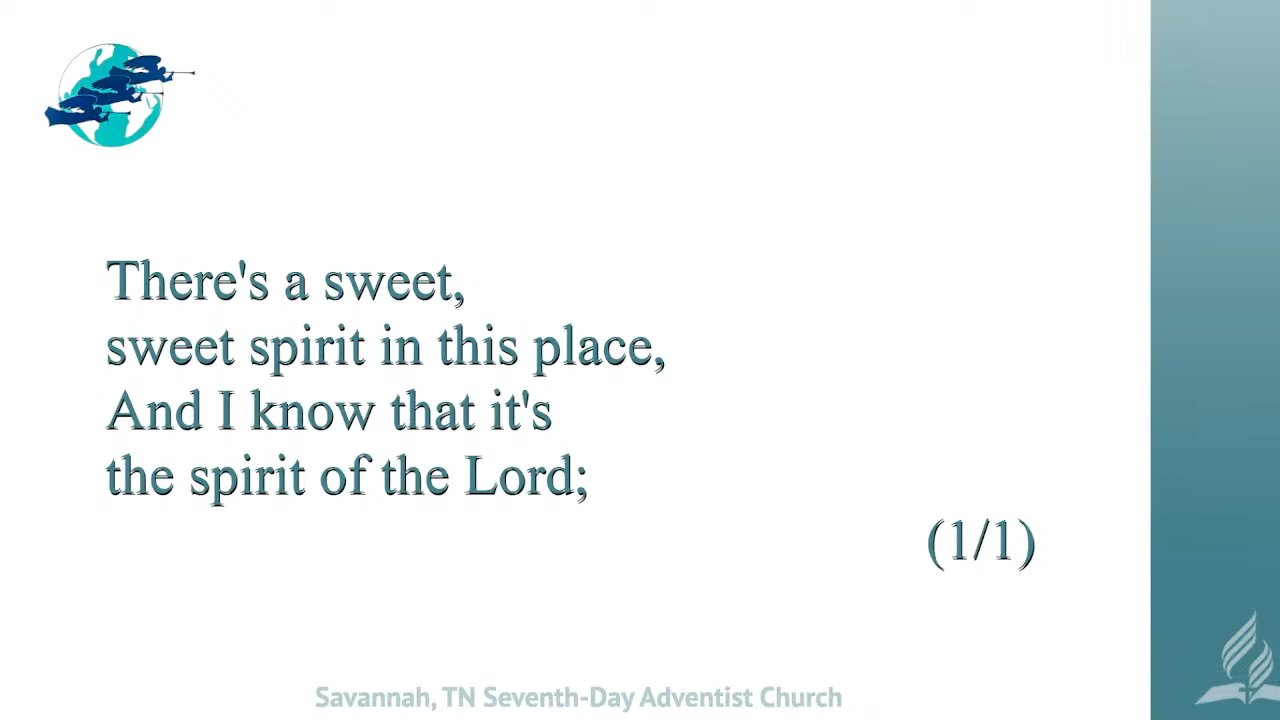 There's a sweet,
sweet spirit in this place,
And I know that it's
the spirit of the Lord;
(1/1)
Savannah, TN Seventh-Day Adventist Church